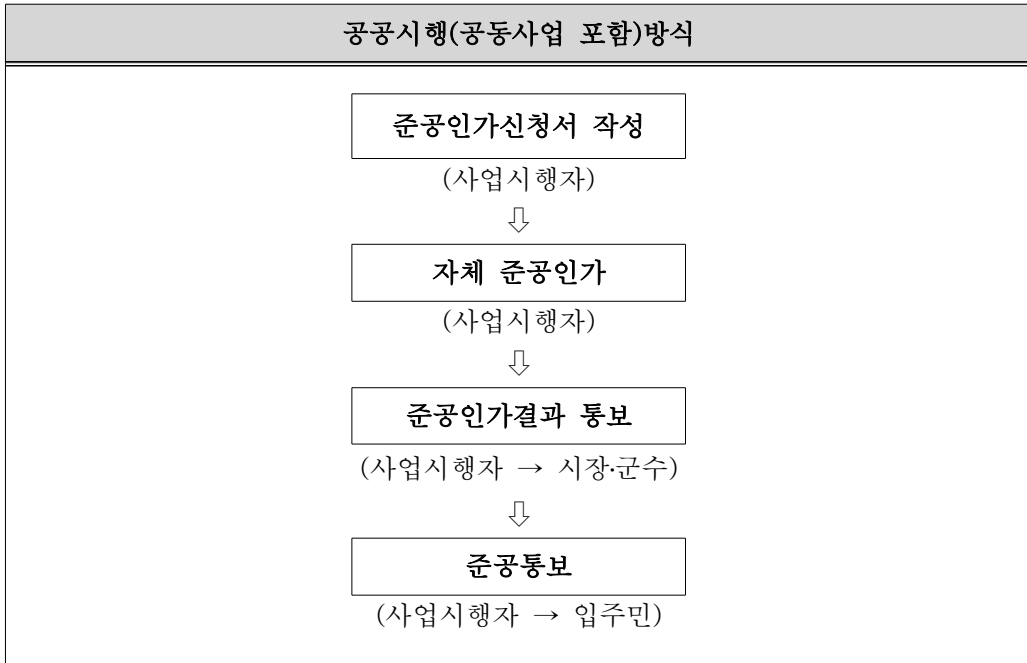 공공시행(공동사업 포함)방식
준공인가신청서 작성
(사업시행자)
⇩
자체 준공인가
(사업시행자)
⇩
준공인가결과 통보
(사업시행자 → 시장·군수)
⇩
준공통보
(사업시행자 → 입주민)